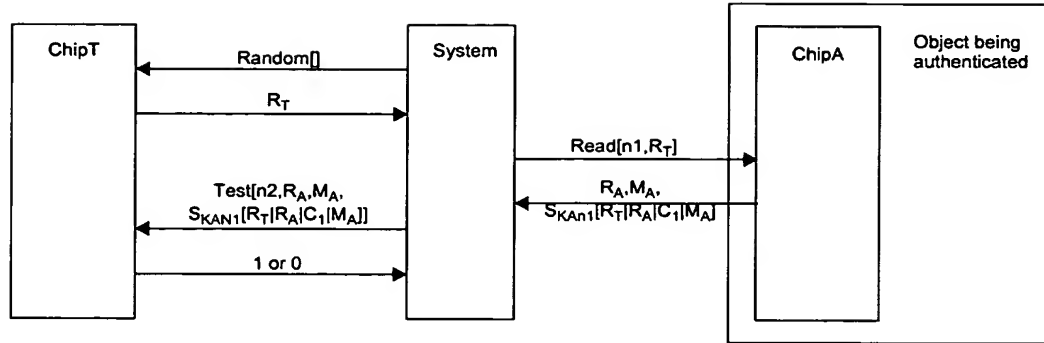 ChipT
System
ChipA
Object being
authenticated
Random[]
R_T
Read[n1,R_T]
Test[n2,R_A,M_A,
S_KAN1[R_T|R_A|C_1|M_A]]
R_A,M_A,
S_KAn1[R_T|R_A|C_1|M_A]
1 or 0